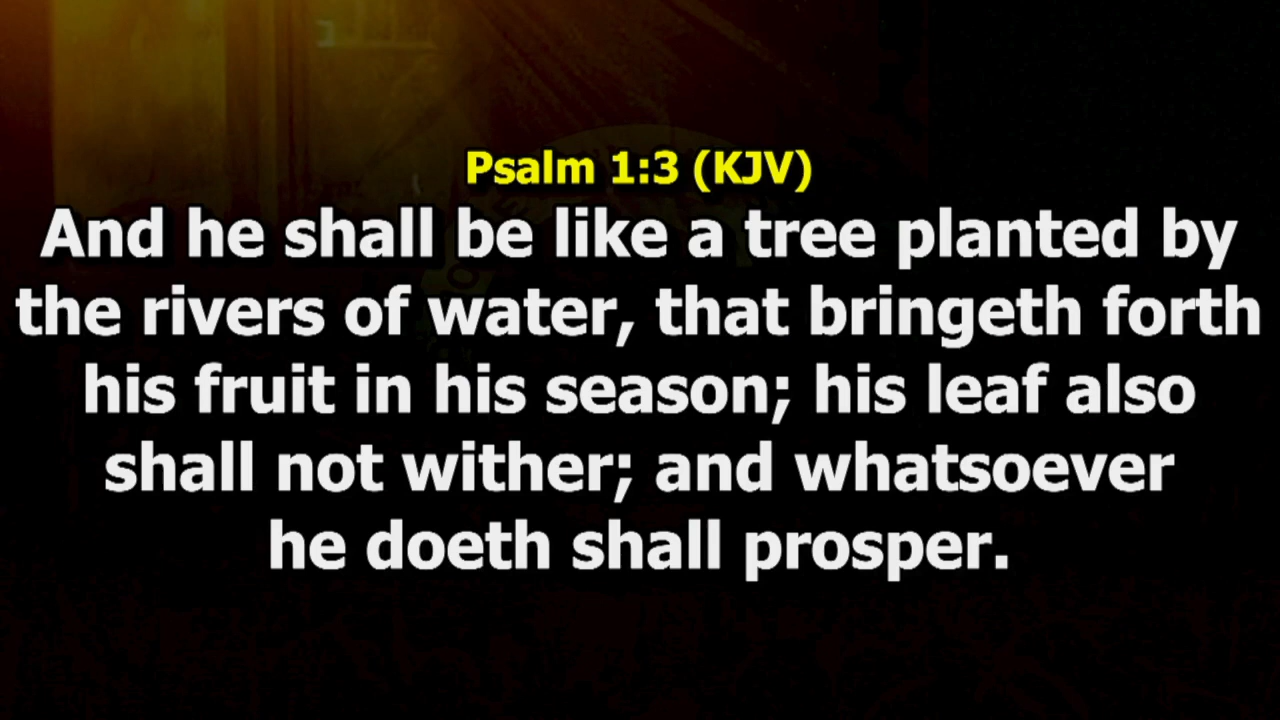 Psalm 1:3 (KJV)
And he shall be like a tree planted by
the rivers of water, that bringeth forth
his fruit in his season; his leaf also
shall not wither; and whatsoever
he doeth shall prosper.